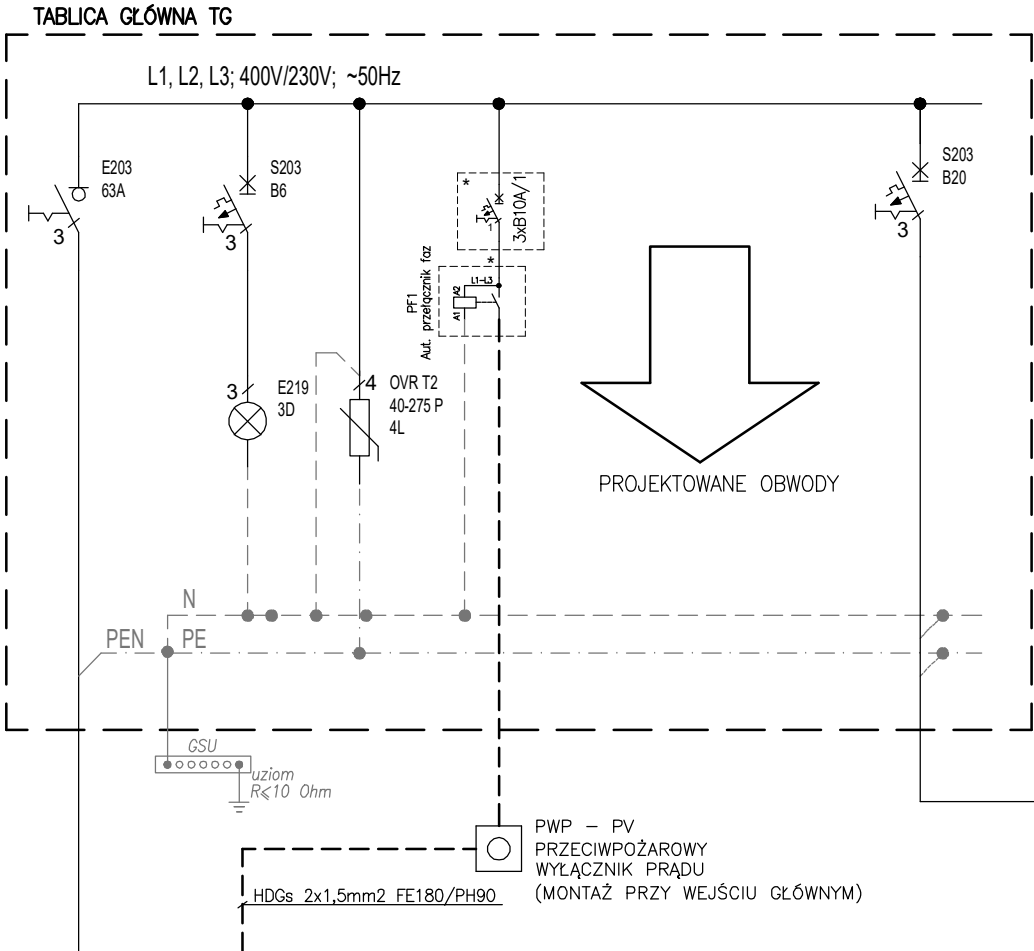 TABLICA GŁÓWNA TG
L1, L2, L3; 400V/230V; ~50Hz
E203
63A
3
S203
B6
3
3
E219
3D
4
OVR T2
40-275 P
4L
*
3xB10A/1
1
*
L1-L3
A2
A1
PF1
Aut. przełącznik faz
S203
B20
3
PROJEKTOWANE OBWODY
N
PEN
PE
GSU
uziom
R≤10 Ohm
PWP - PV
PRZECIWPOŻAROWY
WYŁĄCZNIK PRĄDU
(MONTAŻ PRZY WEJŚCIU GŁÓWNYM)
HDGs 2x1,5mm2 FE180/PH90